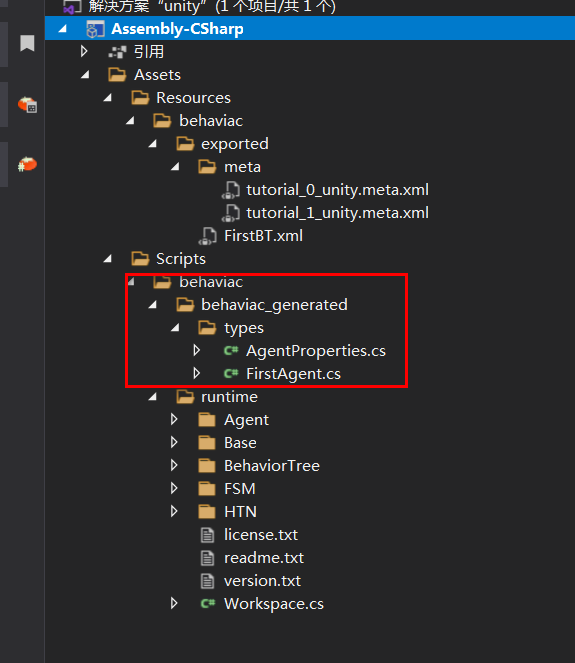 解决方案"unity"(1 个项目/共 1 个)
Assembly-CSharp
引用
Assets
Resources
behaviac
exported
meta
tutorial_0_unity.meta.xml
tutorial_1_unity.meta.xml
FirstBT.xml
Scripts
behaviac
behaviac_generated
types
C# AgentProperties.cs
C# FirstAgent.cs
runtime
Agent
Base
BehaviorTree
FSM
HTN
license.txt
readme.txt
version.txt
C# Workspace.cs